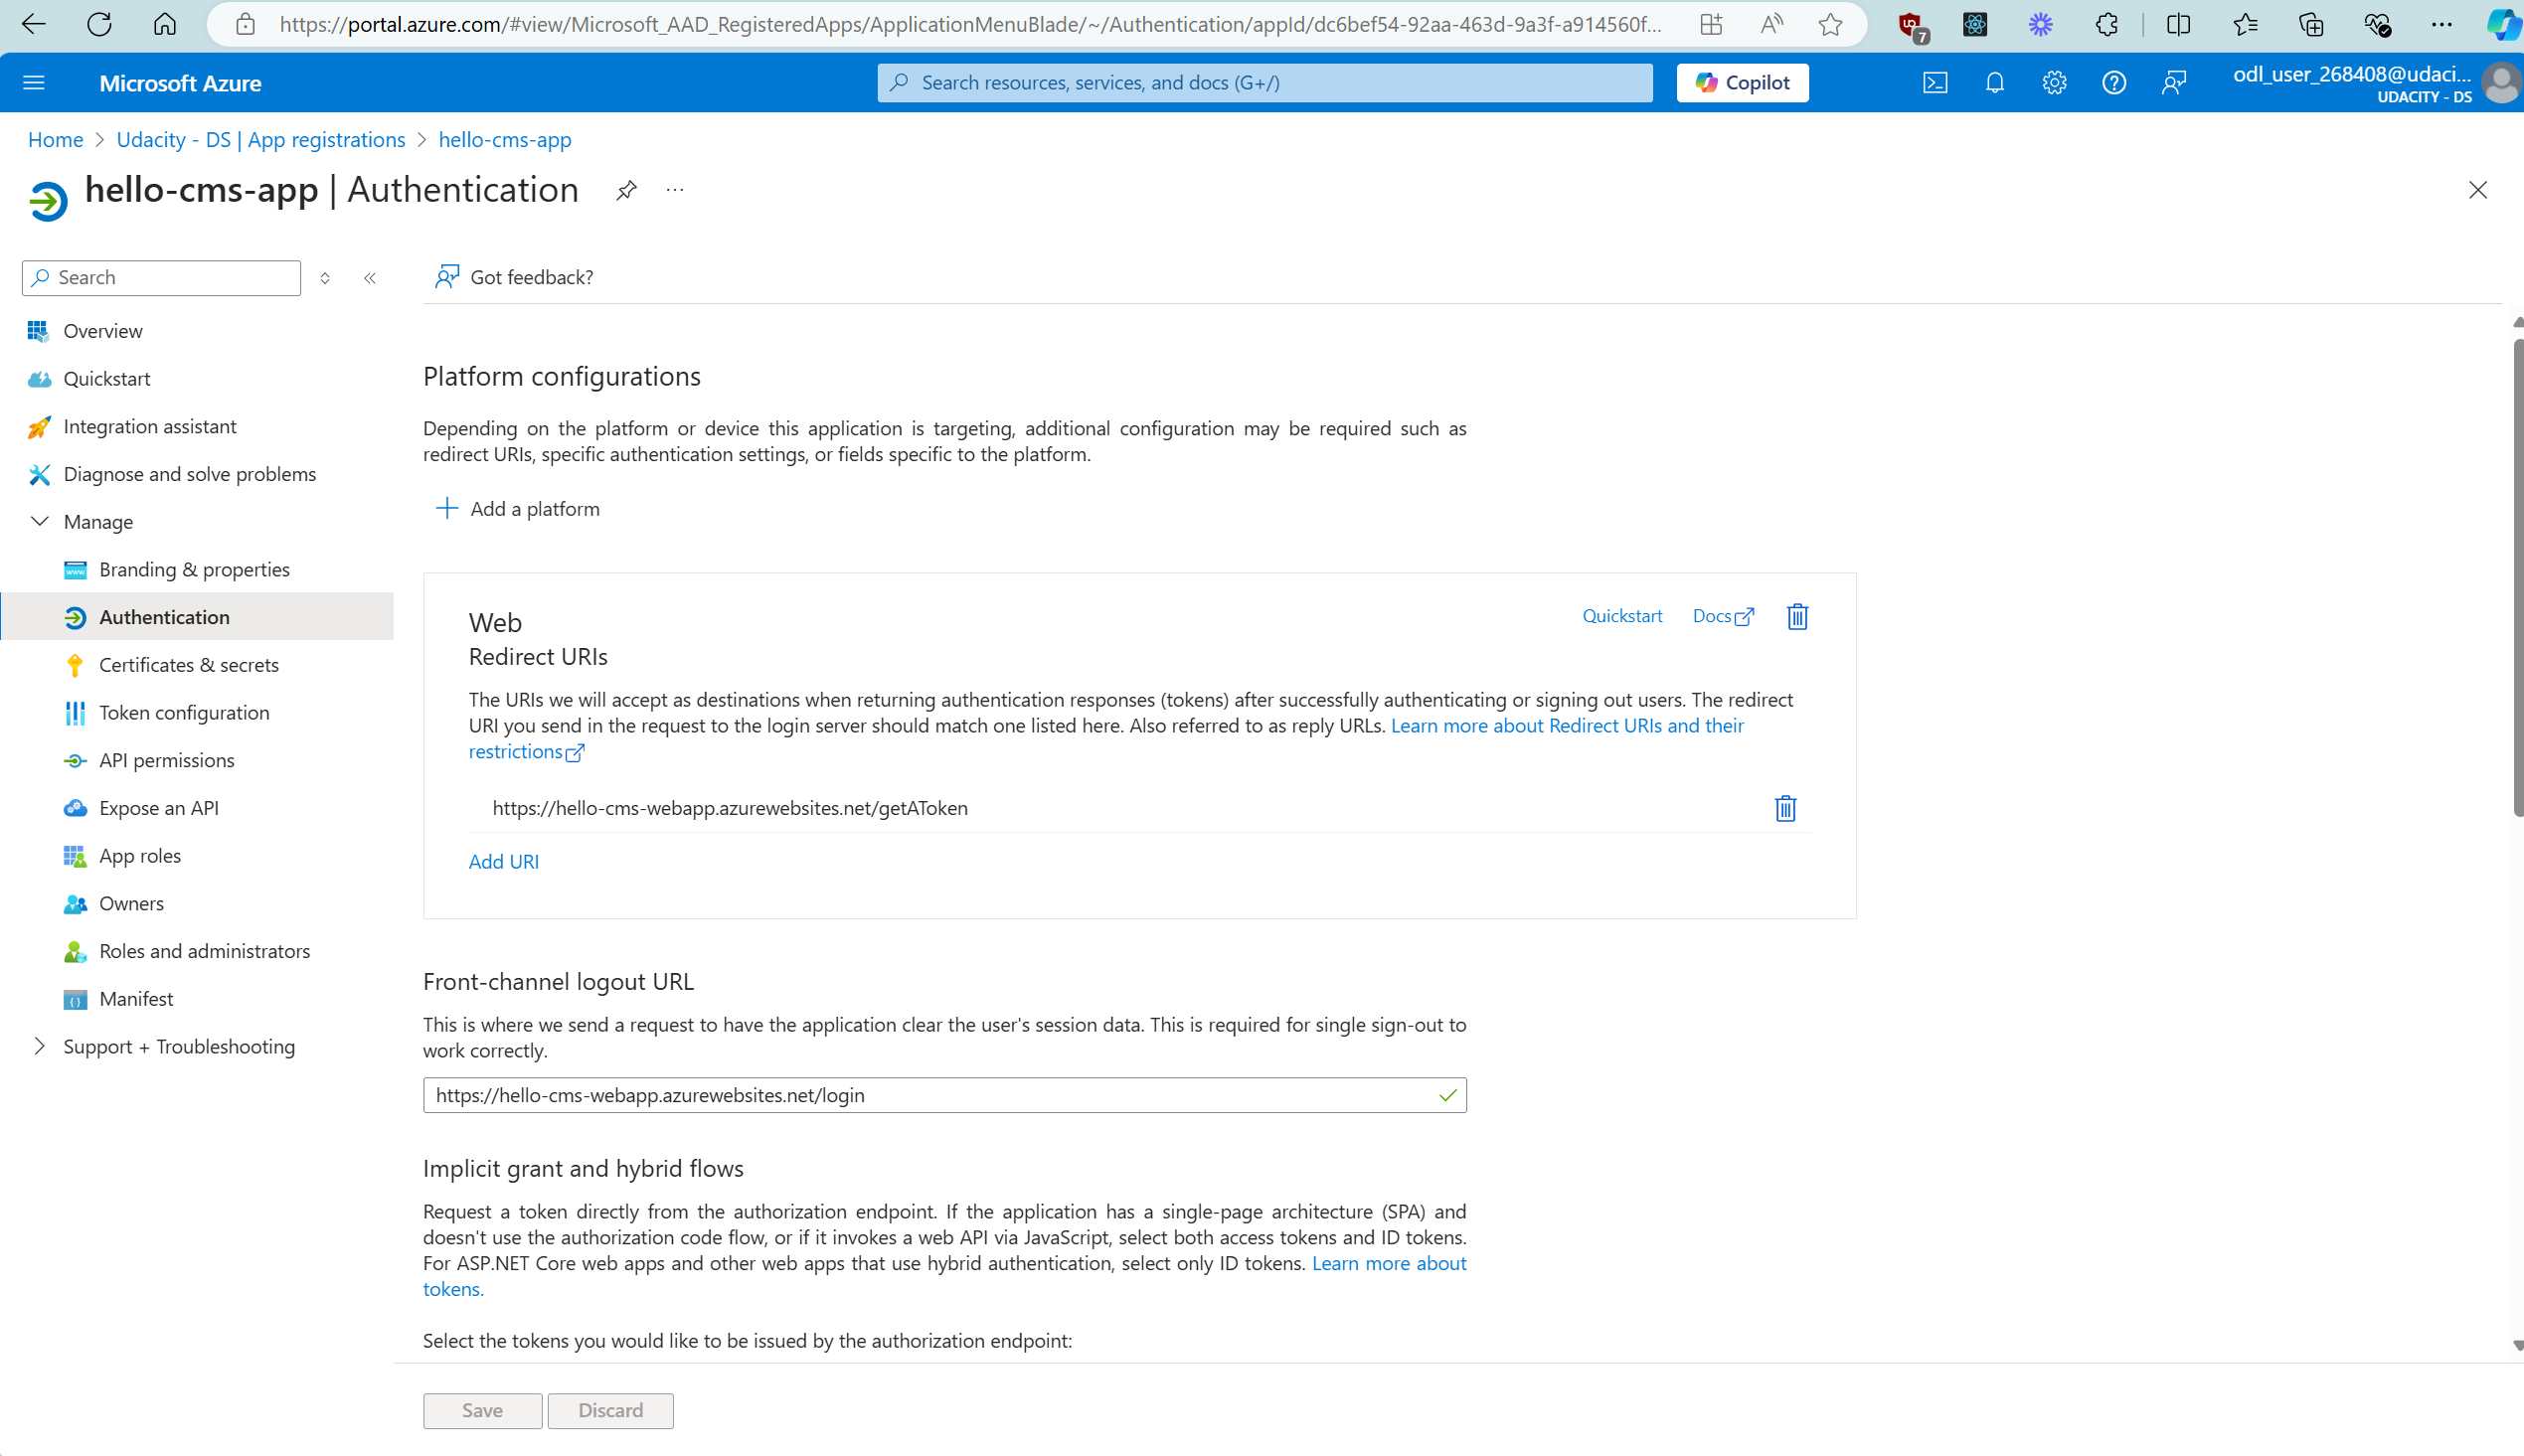 https://portal.azure.com/#view/Microsoft_AAD_RegisteredApps/ApplicationMenuBlade/~/Authentication/appId/dc6bef54-92aa-463d-9a3f-a914560f...
7
Microsoft Azure
Search resources, services, and docs (G+/)
Copilot
odl_user_268408@udaci...
UDACITY - DS
Home > Udacity - DS | App registrations > hello-cms-app
hello-cms-app | Authentication
Search
Got feedback?
Overview
Quickstart
Integration assistant
Diagnose and solve problems
Manage
Branding & properties
Authentication
Certificates & secrets
Token configuration
API permissions
Expose an API
App roles
Owners
Roles and administrators
Manifest
Support + Troubleshooting
Platform configurations
Depending on the platform or device this application is targeting, additional configuration may be required such as
redirect URIs, specific authentication settings, or fields specific to the platform.
Add a platform
Web
Quickstart
Docs
Redirect URIs
The URIs we will accept as destinations when returning authentication responses (tokens) after successfully authenticating or signing out users. The redirect
URI you send in the request to the login server should match one listed here. Also referred to as reply URLs. Learn more about Redirect URIs and their
restrictions
https://hello-cms-webapp.azurewebsites.net/getAToken
Add URI
Front-channel logout URL
This is where we send a request to have the application clear the user's session data. This is required for single sign-out to
work correctly.
https://hello-cms-webapp.azurewebsites.net/login
Implicit grant and hybrid flows
Request a token directly from the authorization endpoint. If the application has a single-page architecture (SPA) and
doesn't use the authorization code flow, or if it invokes a web API via JavaScript, select both access tokens and ID tokens.
For ASP.NET Core web apps and other web apps that use hybrid authentication, select only ID tokens. Learn more about
tokens.
Select the tokens you would like to be issued by the authorization endpoint:
Save
Discard